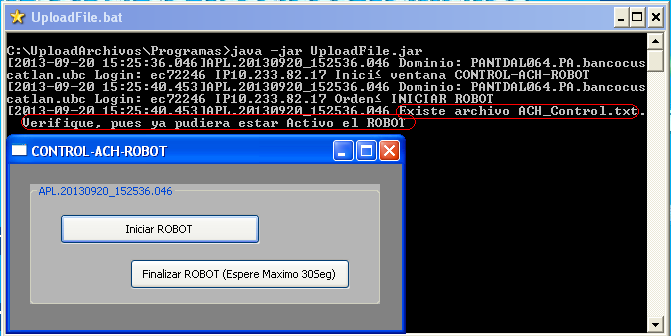 UploadFile.bat
C:\UploadArchivos\Programas>java -jar UploadFile.jar
[2013-09-20 15:25:36.046]APL.20130920_152536.046 Dominio: PANTDAL064.PA.bancocus
catlan.ubc Login: ec72246 IP10.233.82.17 Inici≤ ventana CONTROL-ACH-ROBOT
[2013-09-20 15:25:40.453]APL.20130920_152536.046 Dominio: PANTDAL064.PA.bancocus
catlan.ubc Login: ec72246 IP10.233.82.17 Orden≤ INICIAR ROBOT
[2013-09-20 15:25:40.453]APL.20130920_152536.046 Existe archivo ACH_Control.txt.
Verifique, pues ya pudiera estar Activo el ROBOT
CONTROL-ACH-ROBOT
APL.20130920_152536.046
Iniciar ROBOT
Finalizar ROBOT (Espere Maximo 30Seg)